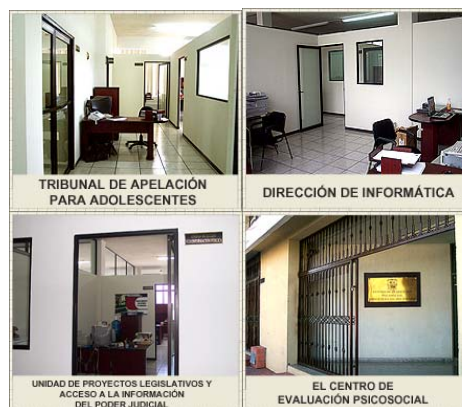 TRIBUNAL DE APELACIÓN
PARA ADOLESCENTES
DIRECCIÓN DE INFORMÁTICA
UNIDAD DE PROYECTOS LEGISLATIVOS Y
ACCESO A LA INFORMACIÓN
DEL PODER JUDICIAL
EL CENTRO DE
EVALUACIÓN PSICOSOCIAL